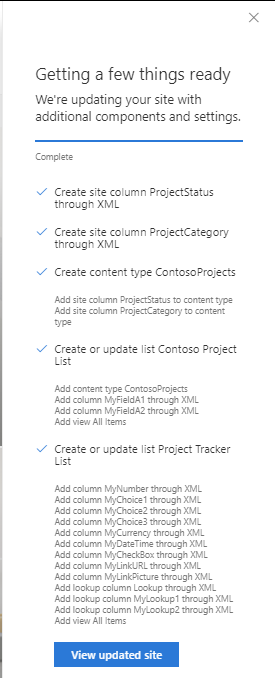 Getting a few things ready
We're updating your site with
additional components and settings.
Complete
Create site column ProjectStatus
through XML
Create site column ProjectCategory
through XML
Create content type ContosoProjects
Add site column ProjectStatus to content type
Add site column ProjectCategory to content
type
Create or update list Contoso Project
List
Add content type ContosoProjects
Add column MyFieldA1 through XML
Add column MyFieldA2 through XML
Add view All Items
Create or update list Project Tracker
List
Add column MyNumber through XML
Add column MyChoice1 through XML
Add column MyChoice2 through XML
Add column MyChoice3 through XML
Add column MyCurrency through XML
Add column MyDateTime through XML
Add column MyCheckBox through XML
Add column MyLinkURL through XML
Add column MyLinkPicture through XML
Add lookup column Lookup through XML
Add lookup column MyLookup1 through XML
Add lookup column MyLookup2 through XML
Add view All Items
View updated site